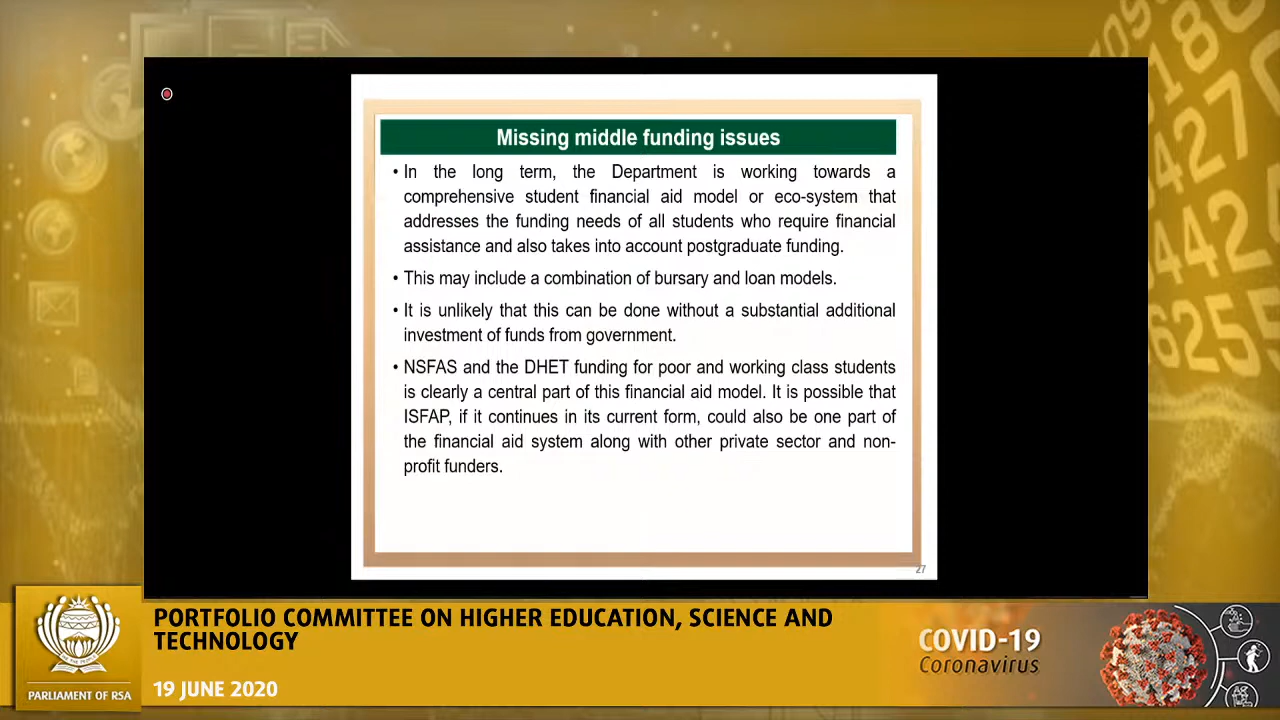 Missing middle funding issues
• In the long term, the Department is working towards a
comprehensive student financial aid model or eco-system that
addresses the funding needs of all students who require financial
assistance and also takes into account postgraduate funding.
• This may include a combination of bursary and loan models.
• It is unlikely that this can be done without a substantial additional
investment of funds from government.
• NSFAS and the DHET funding for poor and working class students
is clearly a central part of this financial aid model. It is possible that
ISFAP, if it continues in its current form, could also be one part of
the financial aid system along with other private sector and non-
profit funders.
27
PORTFOLIO COMMITTEE ON HIGHER EDUCATION, SCIENCE AND
TECHNOLOGY
19 JUNE 2020
PARLIAMENT OF RSA
COVID-19
Coronavirus